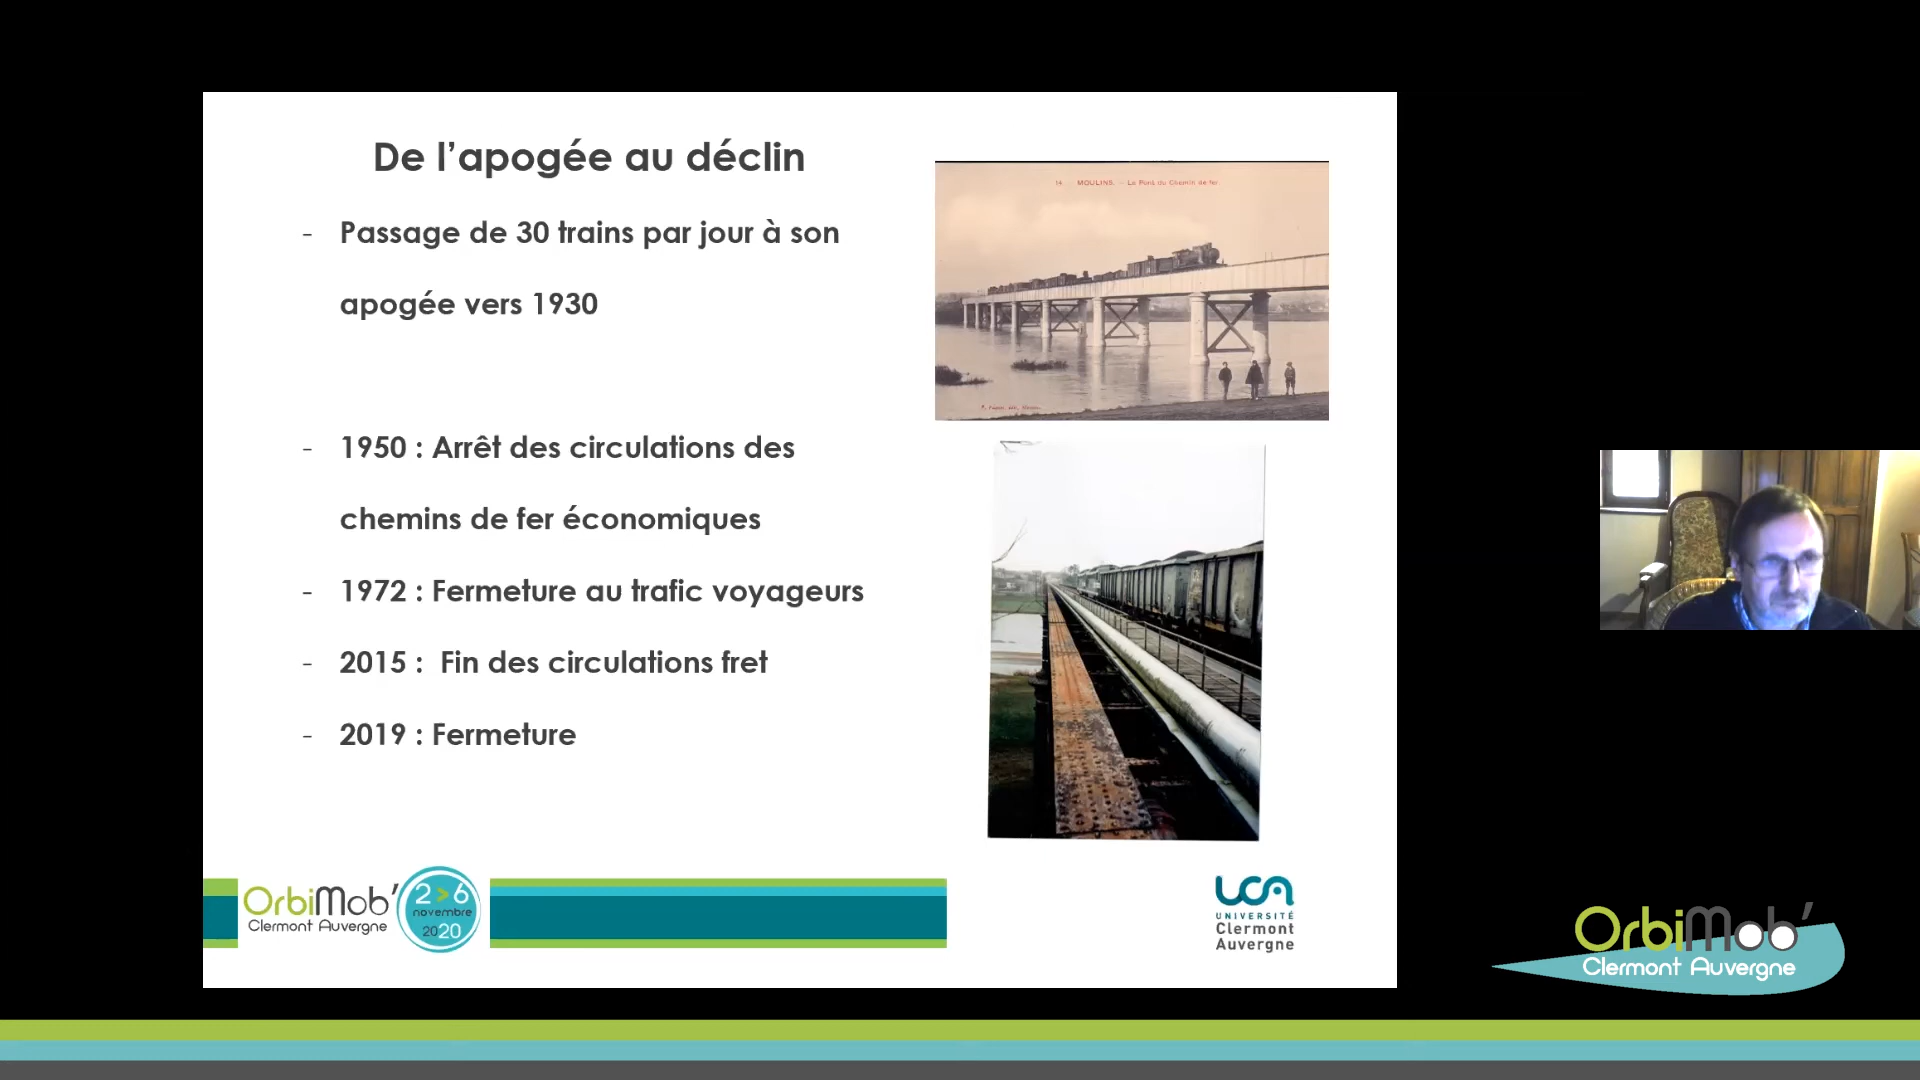 De l’apogée au déclin
- Passage de 30 trains par jour à son
apogée vers 1930
- 1950 : Arrêt des circulations des
chemins de fer économiques
- 1972 : Fermeture au trafic voyageurs
- 2015 : Fin des circulations fret
- 2019 : Fermeture
14 MOULINS. – Le Pont du Chemin de fer.
OrbiMob’
Clermont Auvergne
2>6
novembre
2020
UCA
UNIVERSITÉ
Clermont
Auvergne
OrbiMob’
Clermont Auvergne